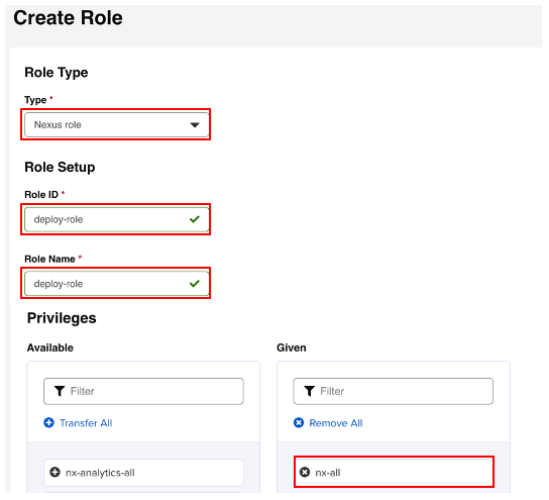 Create Role
Role Type
Type *
Nexus role
Role Setup
Role ID *
deploy-role
Role Name *
deploy-role
Privileges
Available
Given
Filter
Filter
Transfer All
Remove All
nx-analytics-all
nx-all